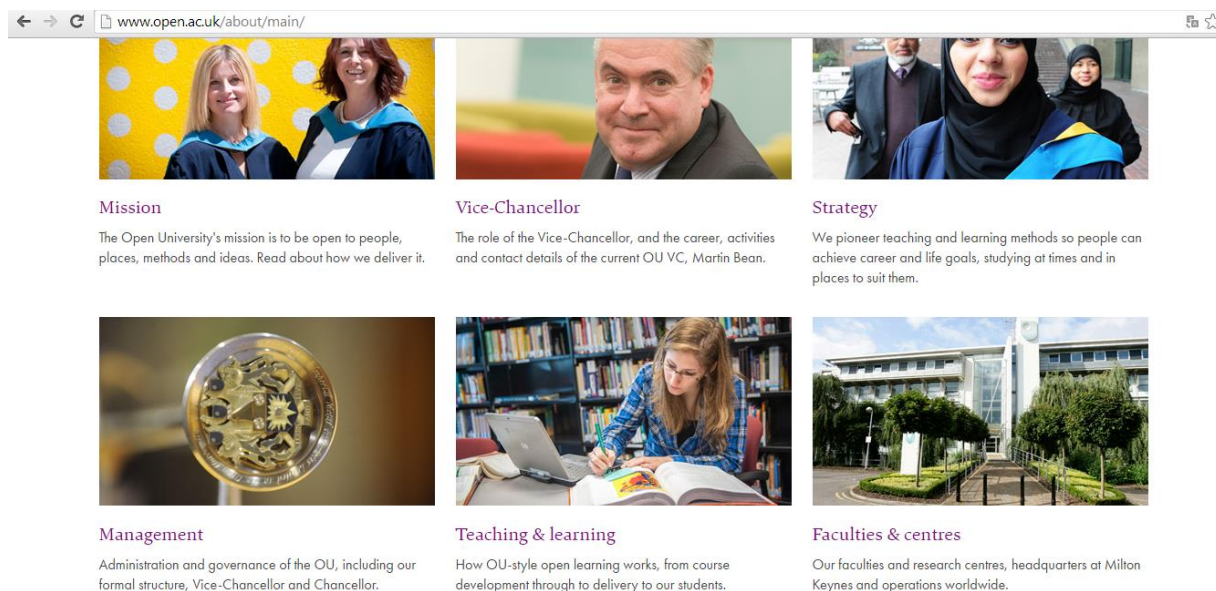 www.open.ac.uk/about/main/
Mission
The Open University's mission is to be open to people,
places, methods and ideas. Read about how we deliver it.
Vice-Chancellor
The role of the Vice-Chancellor, and the career, activities
and contact details of the current OU VC, Martin Bean.
Strategy
We pioneer teaching and learning methods so people can
achieve career and life goals, studying at times and in
places to suit them.
Management
Administration and governance of the OU, including our
formal structure, Vice-Chancellor and Chancellor.
Teaching & learning
How OU-style open learning works, from course
development through to delivery to our students.
Faculties & centres
Our faculties and research centres, headquarters at Milton
Keynes and operations worldwide.